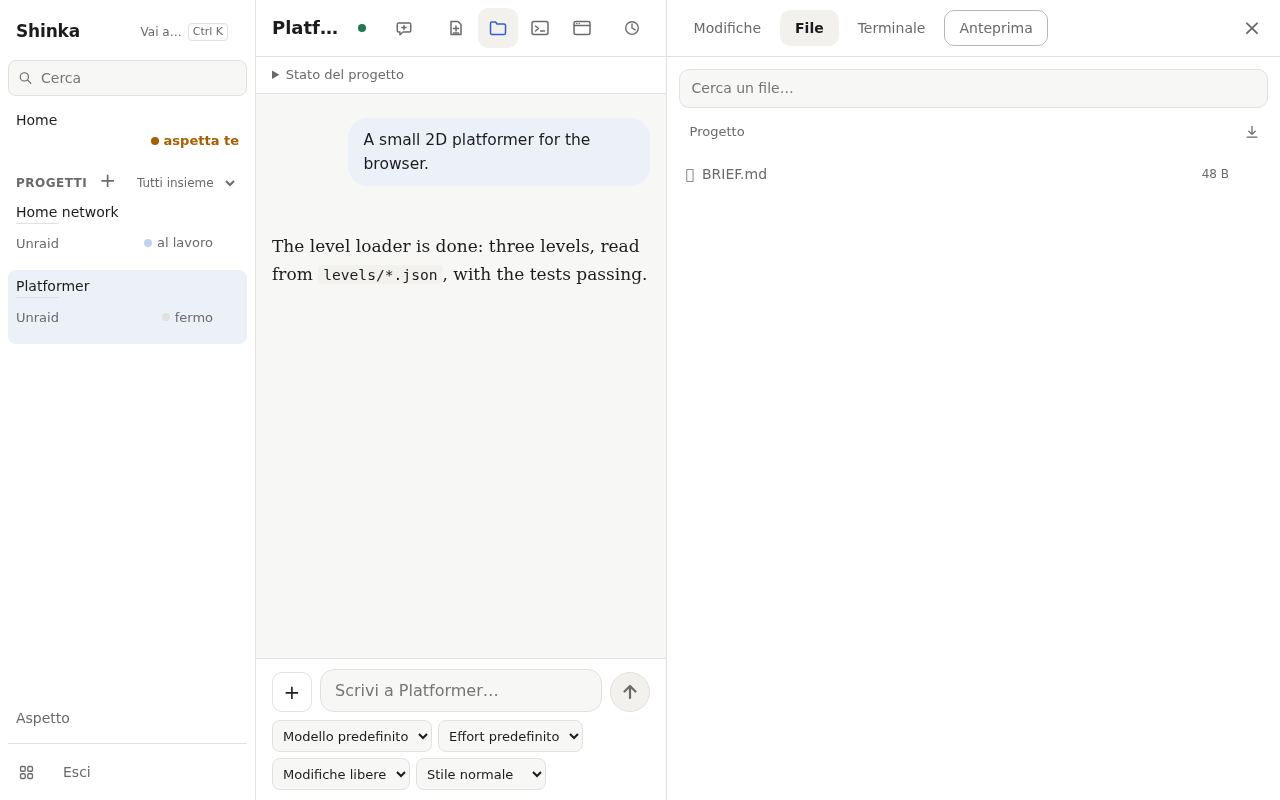 Shinka
Vai a… Ctrl K
Cerca
Home
aspetta te
PROGETTI + Tutti insieme
Home network
Unraid al lavoro
Platformer
Unraid fermo
Aspetto
Esci
Platf…
Stato del progetto
A small 2D platformer for the
browser.
The level loader is done: three levels, read
from levels/*.json, with the tests passing.
+ Scrivi a Platformer…
Modello predefinito Effort predefinito
Modifiche libere Stile normale
Modifiche File Terminale Anteprima
Cerca un file…
Progetto
BRIEF.md 48 B